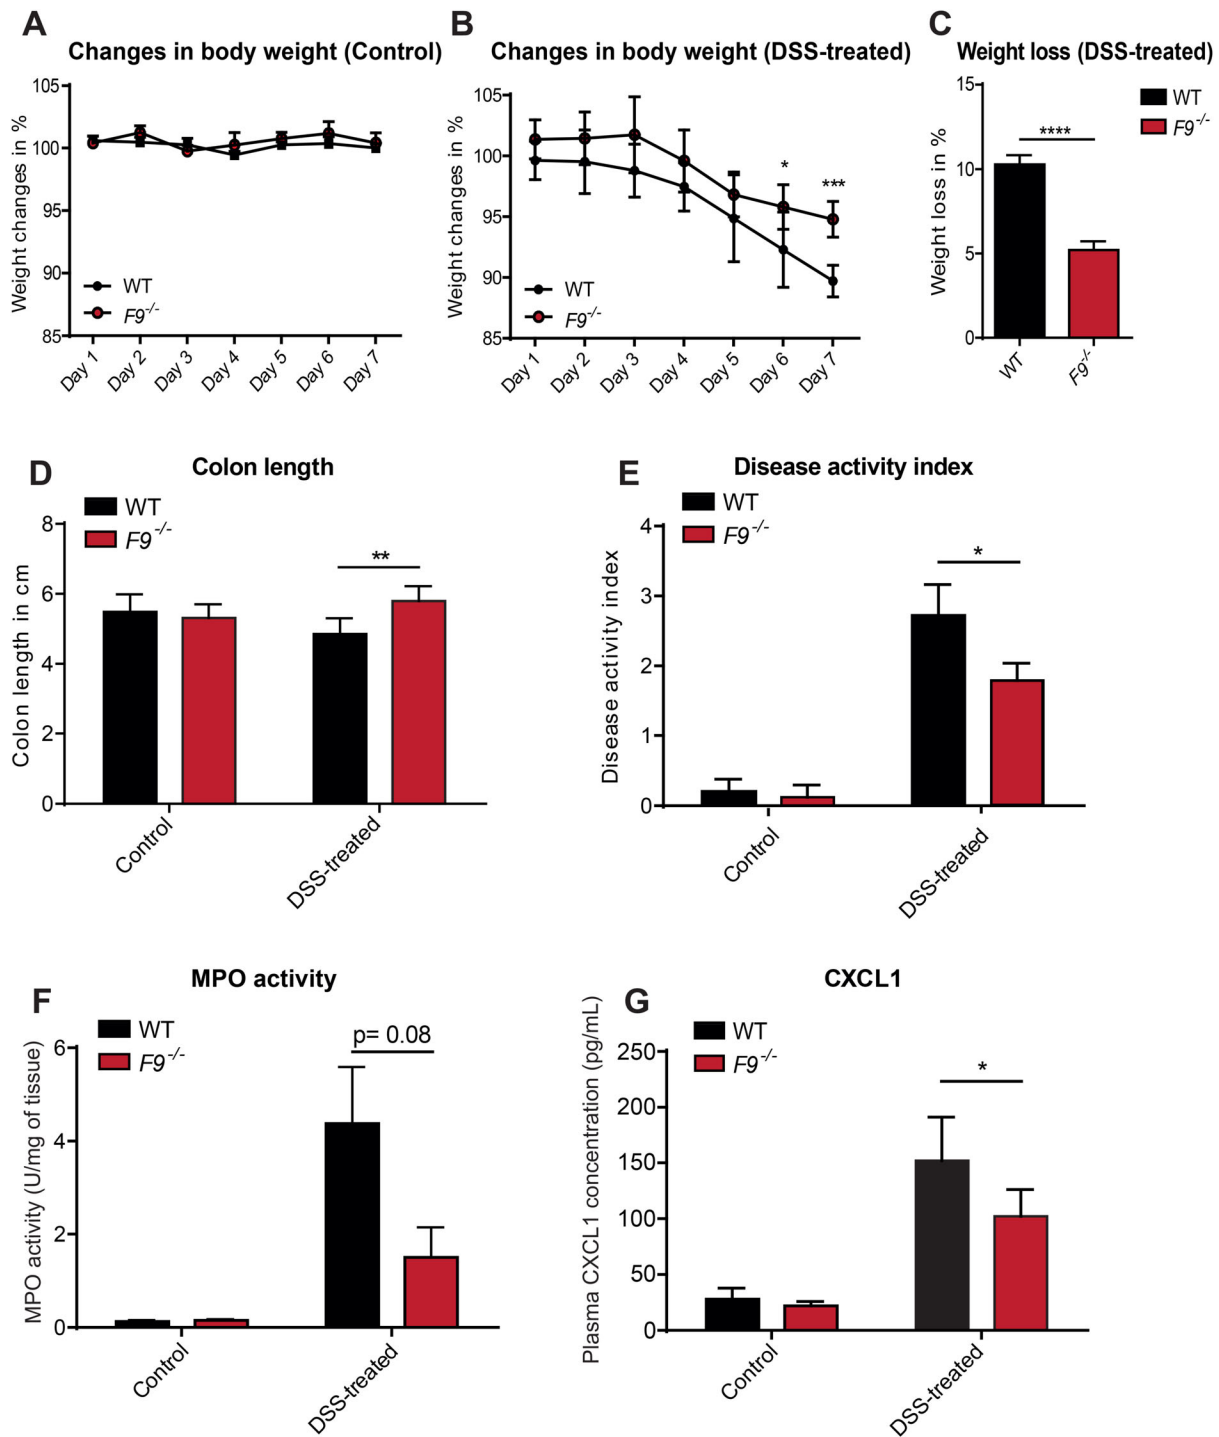 A
Changes in body weight (Control)
Weight changes in %
105
100
95
90
85
WT
F9-/-
Day 1
Day 2
Day 3
Day 4
Day 5
Day 6
Day 7
B
Changes in body weight (DSS-treated)
Weight changes in %
105
100
95
90
85
*
***
WT
F9-/-
Day 1
Day 2
Day 3
Day 4
Day 5
Day 6
Day 7
C
Weight loss (DSS-treated)
Weight loss in %
15
10
5
0
****
WT
F9-/-
WT
F9-/-
D
Colon length
WT
F9-/-
Colon length in cm
8
6
4
2
0
**
Control
DSS-treated
E
Disease activity index
WT
F9-/-
Disease activity index
4
3
2
1
0
*
Control
DSS-treated
F
MPO activity
WT
F9-/-
MPO activity (U/mg of tissue)
6
4
2
0
p= 0.08
Control
DSS-treated
G
CXCL1
WT
F9-/-
Plasma CXCL1 concentration (pg/mL)
250
200
150
100
50
0
*
Control
DSS-treated